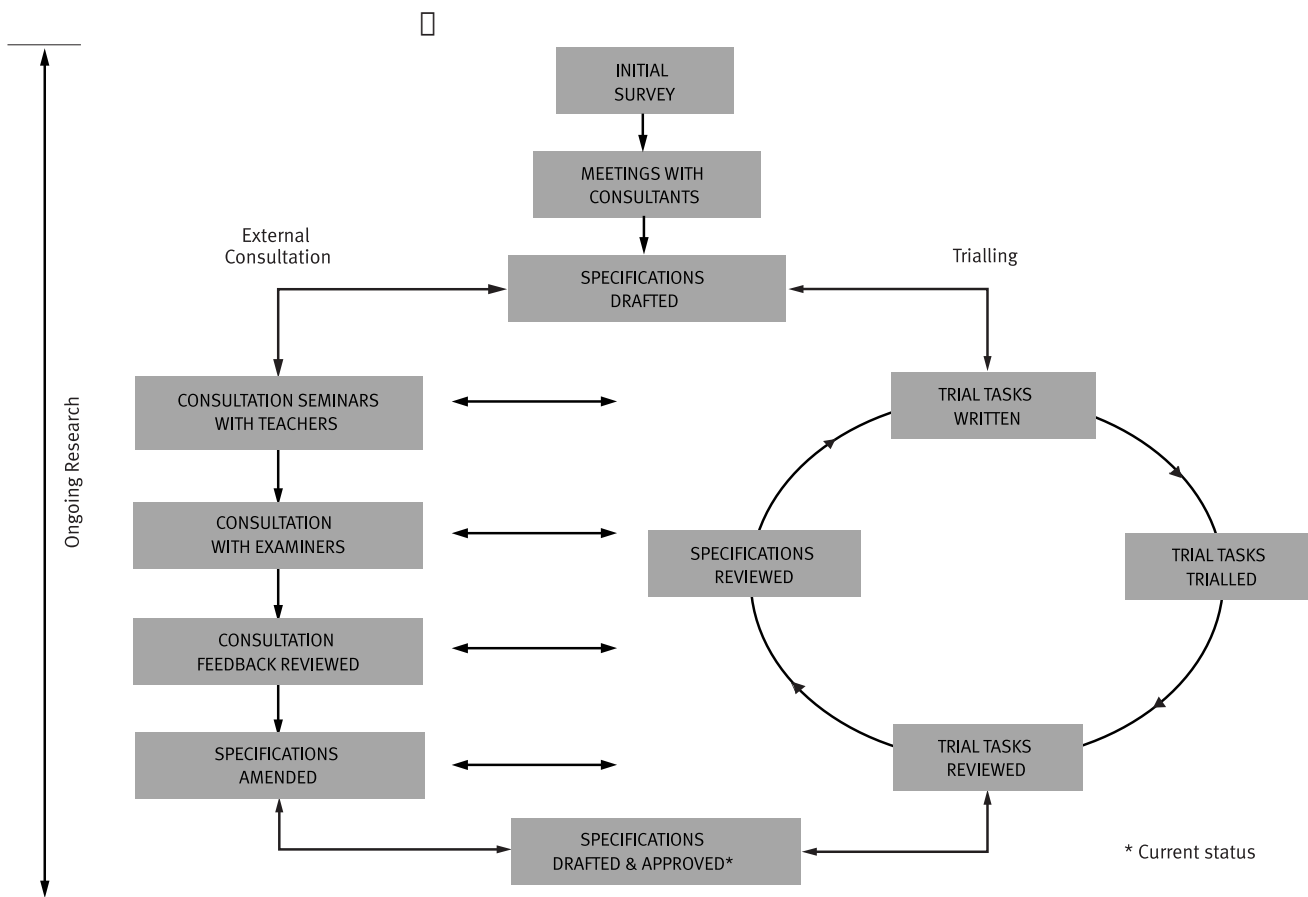 INITIAL
SURVEY
MEETINGS WITH
CONSULTANTS
External
Consultation
Trialling
SPECIFICATIONS
DRAFTED
Ongoing Research
CONSULTATION SEMINARS
WITH TEACHERS
TRIAL TASKS
WRITTEN
CONSULTATION
WITH EXAMINERS
SPECIFICATIONS
REVIEWED
TRIAL TASKS
TRIALLED
CONSULTATION
FEEDBACK REVIEWED
SPECIFICATIONS
AMENDED
TRIAL TASKS
REVIEWED
SPECIFICATIONS
DRAFTED & APPROVED*
* Current status